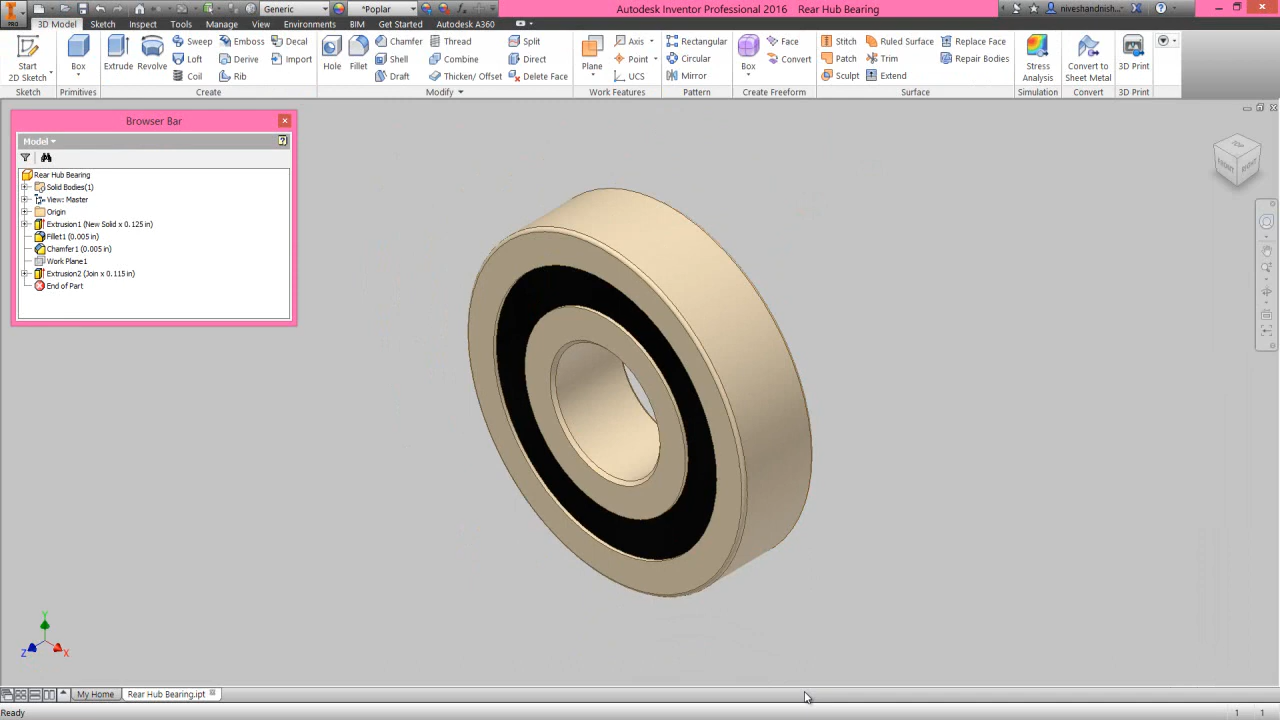 Generic
*Poplar
Autodesk Inventor Professional 2016 Rear Hub Bearing
niveshandnish...
PRO
3D Model Sketch Inspect Tools Manage View Environments BIM Get Started Autodesk A360
Start
2D Sketch
Sketch
Box
Primitives
Extrude
Revolve
Sweep
Loft
Coil
Emboss
Derive
Rib
Decal
Import
Create
Hole
Fillet
Chamfer
Shell
Draft
Thread
Combine
Thicken/ Offset
Split
Direct
Delete Face
Modify
Plane
Axis
Point
UCS
Work Features
Rectangular
Circular
Mirror
Pattern
Box
Face
Convert
Create Freeform
Stitch
Patch
Sculpt
Ruled Surface
Trim
Extend
Replace Face
Repair Bodies
Surface
Stress
Analysis
Simulation
Convert to
Sheet Metal
Convert
3D Print
3D Print
Browser Bar
Model
Rear Hub Bearing
Solid Bodies(1)
View: Master
Origin
Extrusion1 (New Solid x 0.125 in)
Fillet1 (0.005 in)
Chamfer1 (0.005 in)
Work Plane1
Extrusion2 (Join x 0.115 in)
End of Part
TOP
FRONT
RIGHT
Y
Z
X
My Home
Rear Hub Bearing.ipt
Ready
1 1